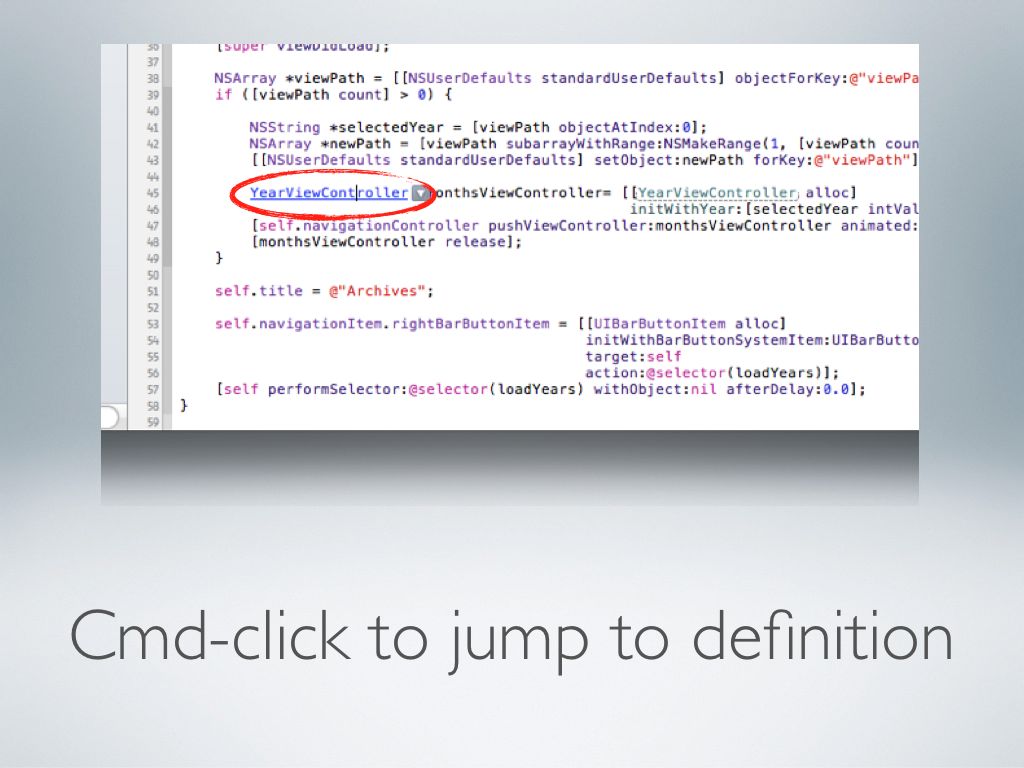 36 [super viewDidLoad];
37
38 NSArray *viewPath = [[NSUserDefaults standardUserDefaults] objectForKey:@"viewPa
39 if ([viewPath count] > 0) {
40
41 NSString *selectedYear = [viewPath objectAtIndex:0];
42 NSArray *newPath = [viewPath subarrayWithRange:NSMakeRange(1, [viewPath coun
43 [[NSUserDefaults standardUserDefaults] setObject:newPath forKey:@"viewPath"]
44
45 YearViewController onthsViewController= [[YearViewController alloc]
46 initWithYear:[selectedYear intVal
47 [self.navigationController pushViewController:monthsViewController animated:
48 [monthsViewController release];
49 }
50
51 self.title = @"Archives";
52
53 self.navigationItem.rightBarButtonItem = [[UIBarButtonItem alloc]
54 initWithBarButtonSystemItem:UIBarButto
55 target:self
56 action:@selector(loadYears)];
57 [self performSelector:@selector(loadYears) withObject:nil afterDelay:0.0];
58 }
59
Cmd-click to jump to definition